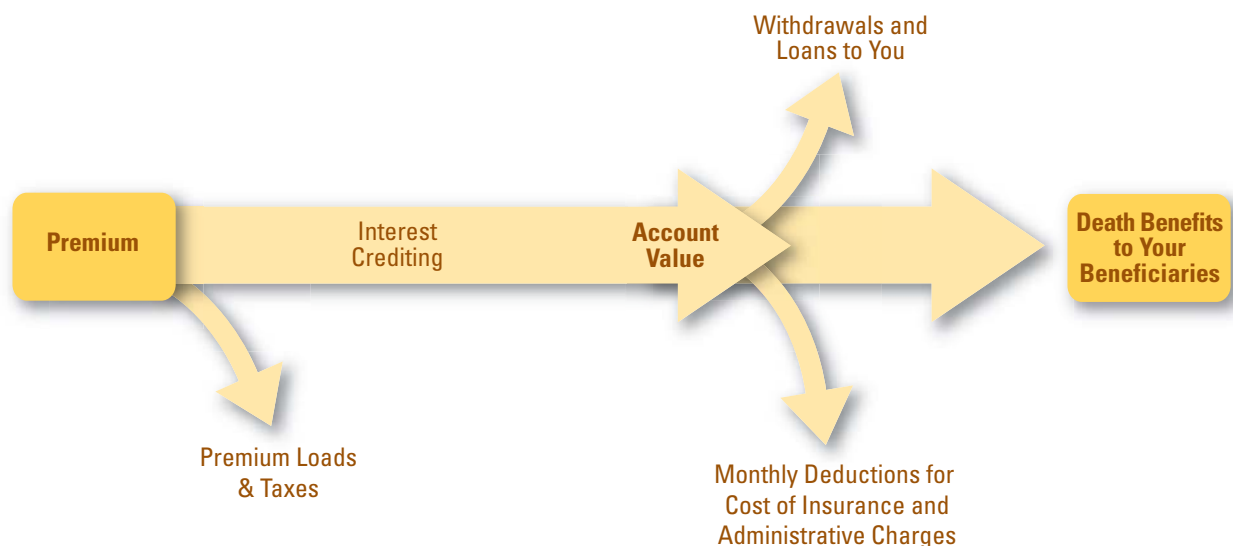 Withdrawals and
Loans to You
Premium
Interest
Crediting
Account
Value
Death Benefits
to Your
Beneficiaries
Premium Loads
& Taxes
Monthly Deductions for
Cost of Insurance and
Administrative Charges